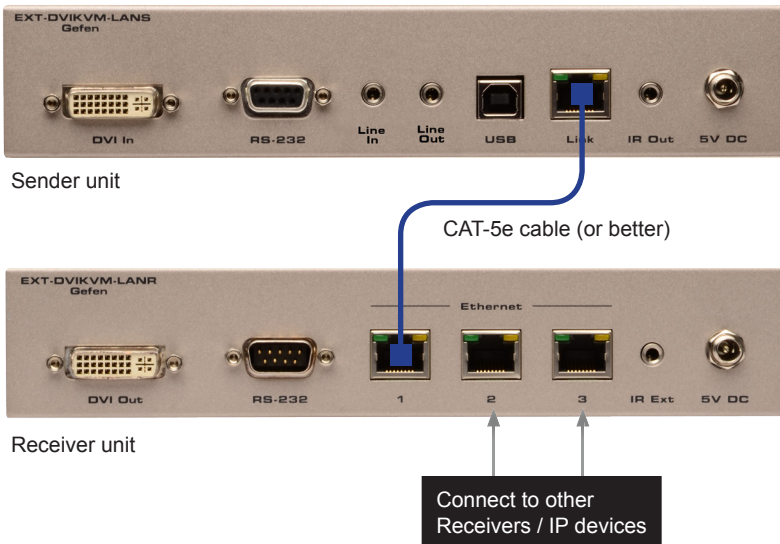 EXT-DVIKVM-LANS
Gefen
DVI In
RS-232
Line
In
Line
Out
USB
Link
IR Out
5V DC
Sender unit
CAT-5e cable (or better)
EXT-DVIKVM-LANR
Gefen
Ethernet
DVI Out
RS-232
1
2
3
IR Ext
5V DC
Receiver unit
Connect to other
Receivers / IP devices